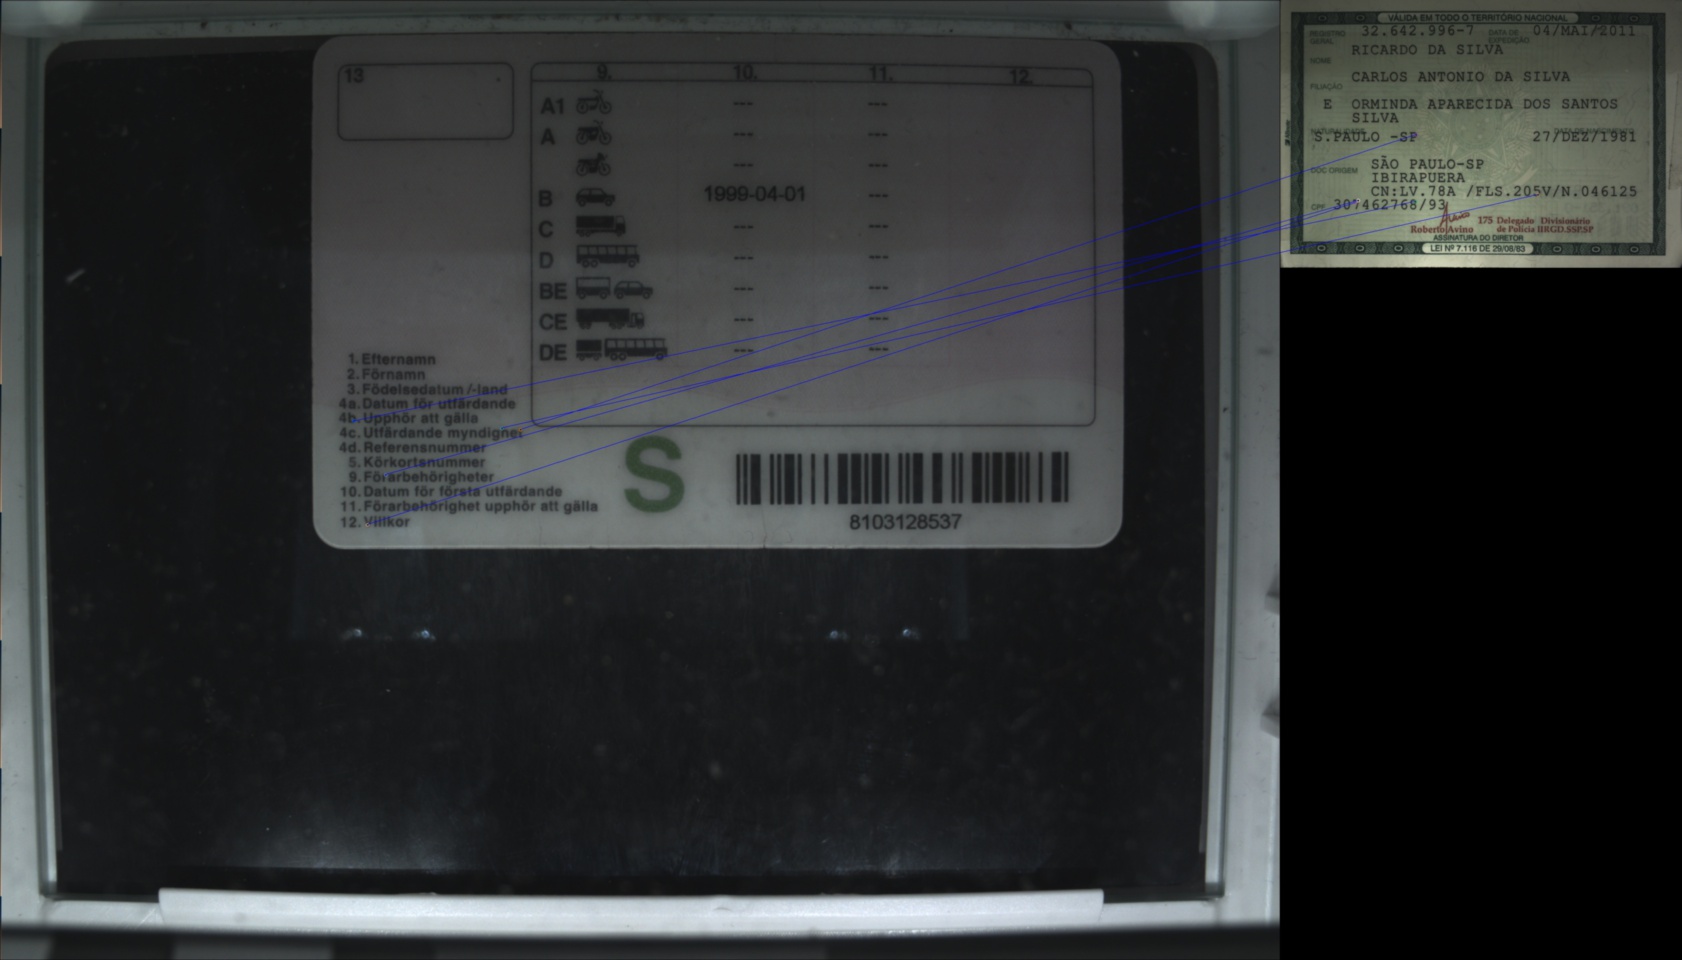 13
9. 10. 11. 12.
A1 --- ---
A --- ---
--- ---
B 1999-04-01 ---
C --- ---
D --- ---
BE --- ---
CE --- ---
DE --- ---
1. Efternamn
2. Förnamn
3. Födelsedatum /-land
4a. Datum för utfärdande
4b. Upphör att gälla
4c. Utfärdande myndighet
4d. Referensnummer
5. Körkortsnummer
9. Förarbehörigheter
10. Datum för första utfärdande
11. Förarbehörighet upphör att gälla
12. Villkor
S
8103128537
VÁLIDA EM TODO O TERRITÓRIO NACIONAL
REGISTRO GERAL 32.642.996-7 DATA DE EXPEDIÇÃO 04/MAI/2011
NOME RICARDO DA SILVA
FILIAÇÃO CARLOS ANTONIO DA SILVA
E ORMINDA APARECIDA DOS SANTOS
SILVA
NATURALIDADE DATA DE NASCIMENTO
S.PAULO -SP 27/DEZ/1981
DOC ORIGEM SÃO PAULO-SP
IBIRAPUERA
CN:LV.78A /FLS.205V/N.046125
CPF 307462768/93
175 Delegado Divisionário
Roberto Avino de Polícia IIRGD.SSP.SP
ASSINATURA DO DIRETOR
LEI Nº 7.116 DE 29/08/83